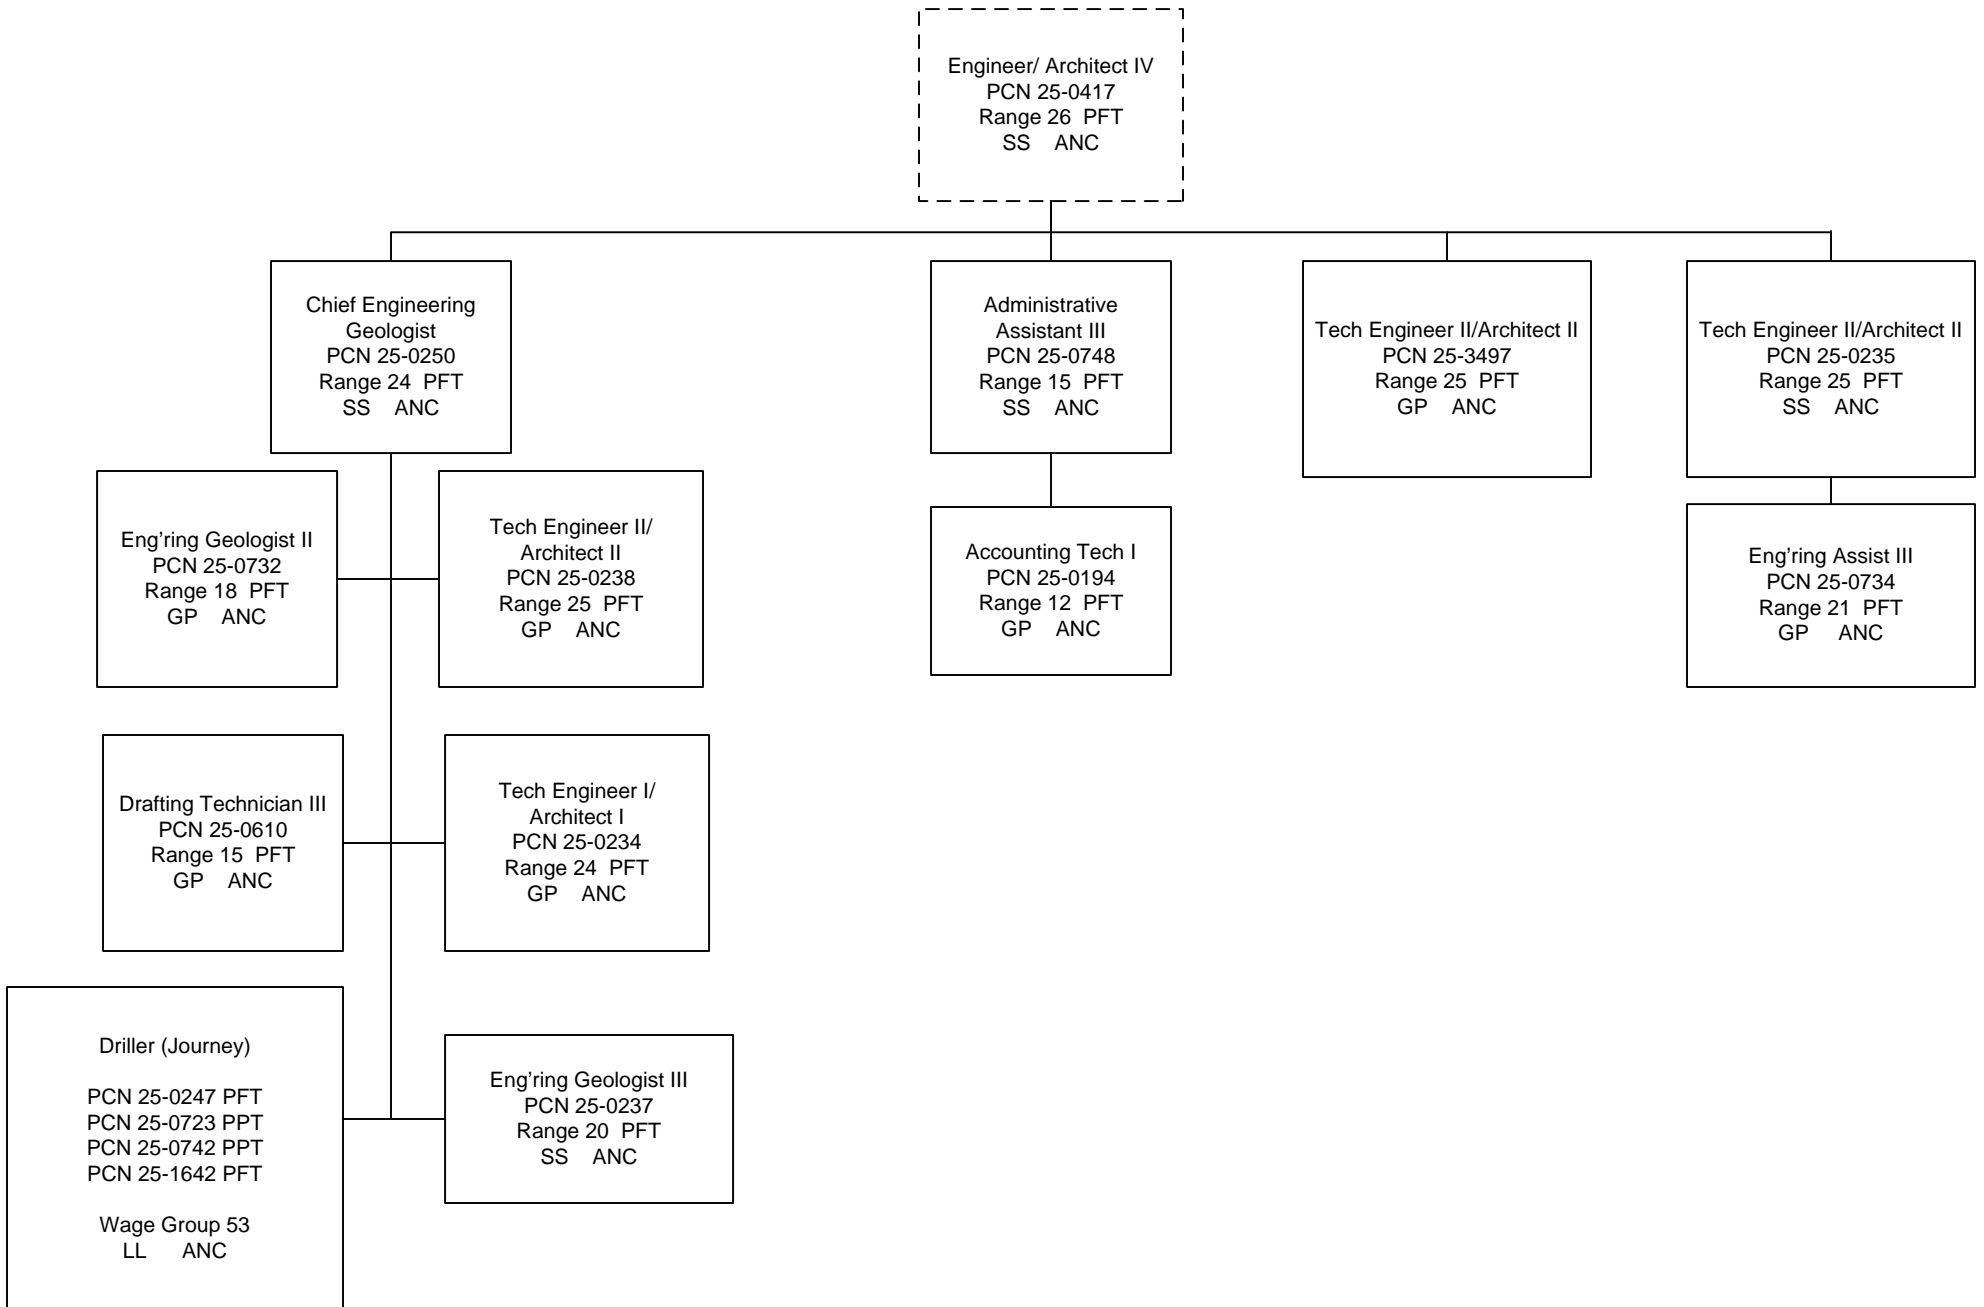 Engineer/ Architect IV
PCN 25-0417
Range 26  PFT
SS    ANC
Chief Engineering
Geologist
PCN 25-0250
Range 24  PFT
SS    ANC
Administrative
Assistant III
PCN 25-0748
Range 15  PFT
SS    ANC
Tech Engineer II/Architect II
PCN 25-3497
Range 25  PFT
GP    ANC
Tech Engineer II/Architect II
PCN 25-0235
Range 25  PFT
SS    ANC
Eng'ring Geologist II
PCN 25-0732
Range 18  PFT
GP    ANC
Tech Engineer II/
Architect II
PCN 25-0238
Range 25  PFT
GP    ANC
Accounting Tech I
PCN 25-0194
Range 12  PFT
GP    ANC
Eng'ring Assist III
PCN 25-0734
Range 21  PFT
GP     ANC
Drafting Technician III
PCN 25-0610
Range 15  PFT
GP    ANC
Tech Engineer I/
Architect I
PCN 25-0234
Range 24  PFT
GP    ANC
Driller (Journey)
PCN 25-0247 PFT
PCN 25-0723 PPT
PCN 25-0742 PPT
PCN 25-1642 PFT
Wage Group 53
LL      ANC
Eng'ring Geologist III
PCN 25-0237
Range 20  PFT
SS    ANC